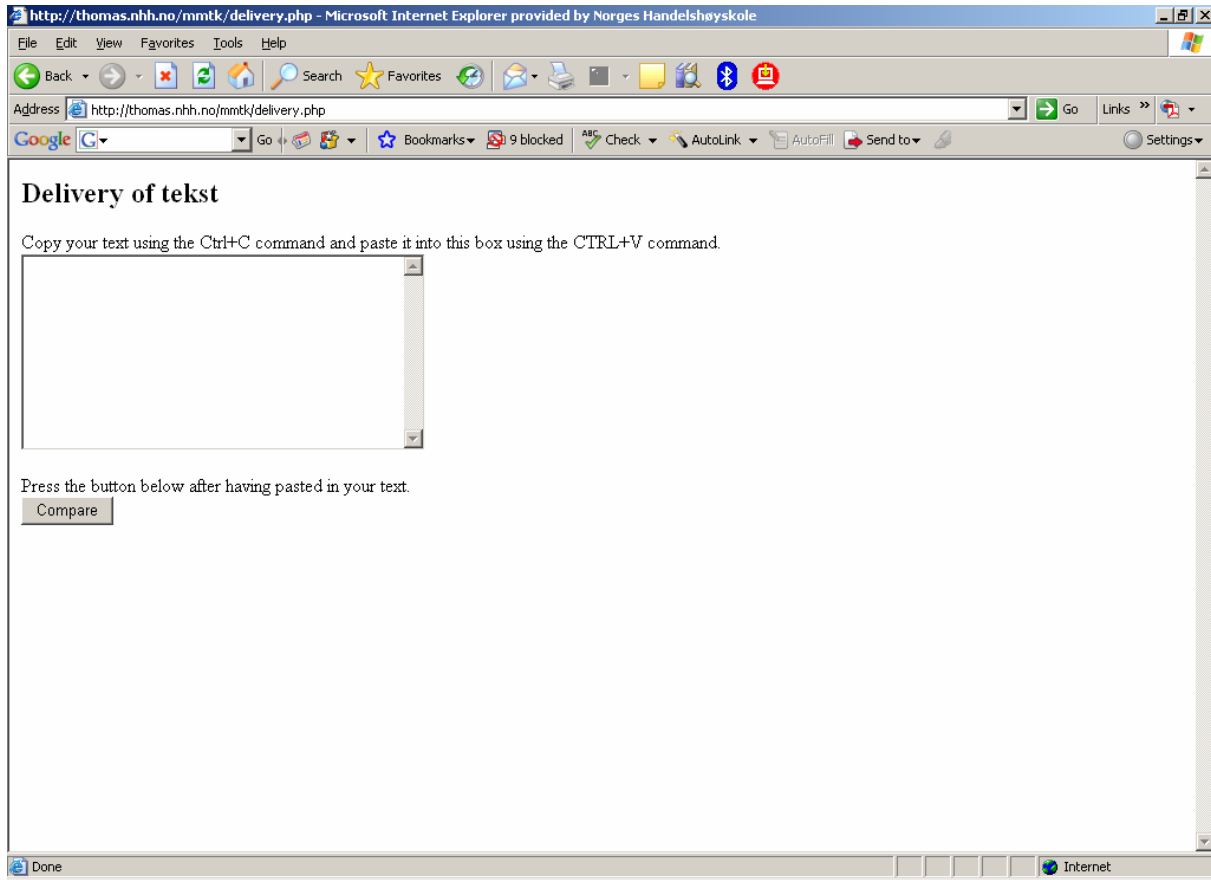 http://thomas.nhh.no/mmtk/delivery.php - Microsoft Internet Explorer provided by Norges Handelshøyskole
File Edit View Favorites Tools Help
Back Search Favorites
Address http://thomas.nhh.no/mmtk/delivery.php Go Links »
Google G Go Bookmarks 9 blocked ABC Check AutoLink AutoFill Send to Settings
Delivery of tekst
Copy your text using the Ctrl+C command and paste it into this box using the CTRL+V command.
Press the button below after having pasted in your text.
Compare
Done Internet